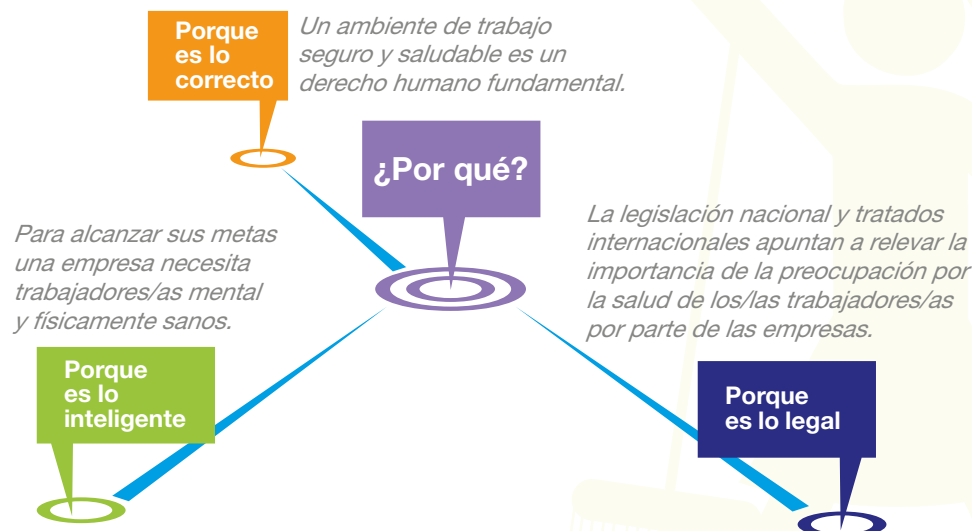 Porque
es lo
correcto
Un ambiente de trabajo
seguro y saludable es un
derecho humano fundamental.
¿Por qué?
Para alcanzar sus metas
una empresa necesita
trabajadores/as mental
y físicamente sanos.
Porque
es lo
inteligente
La legislación nacional y tratados
internacionales apuntan a relevar la
importancia de la preocupación por
la salud de los/las trabajadores/as
por parte de las empresas.
Porque
es lo legal